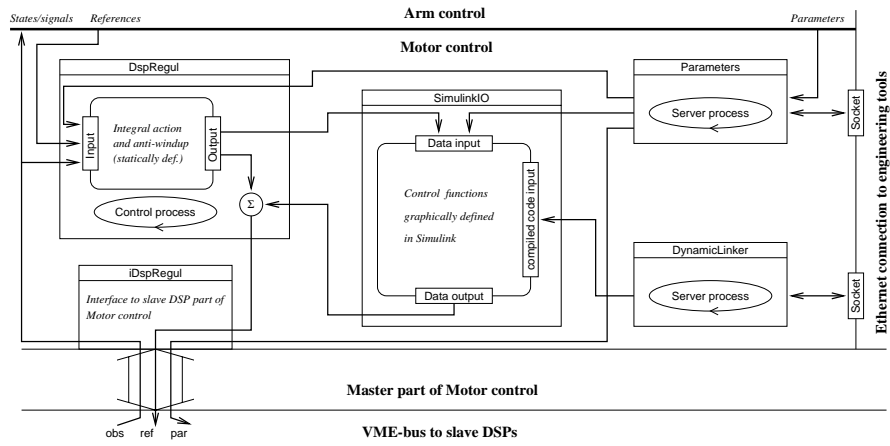 Arm control
States/signals
References
Parameters
Motor control
DspRegul
Parameters
SimulinkIO
Integral action
and anti-windup
(statically def.)
Input
Output
Server process
Socket
Data input
Control process
Σ
Control functions
graphically defined
in Simulink
compiled code input
Ethernet connection to engineering tools
DynamicLinker
iDspRegul
Interface to slave DSP part of
Motor control
Data output
Server process
Socket
Master part of Motor control
obs
ref
par
VME-bus to slave DSPs